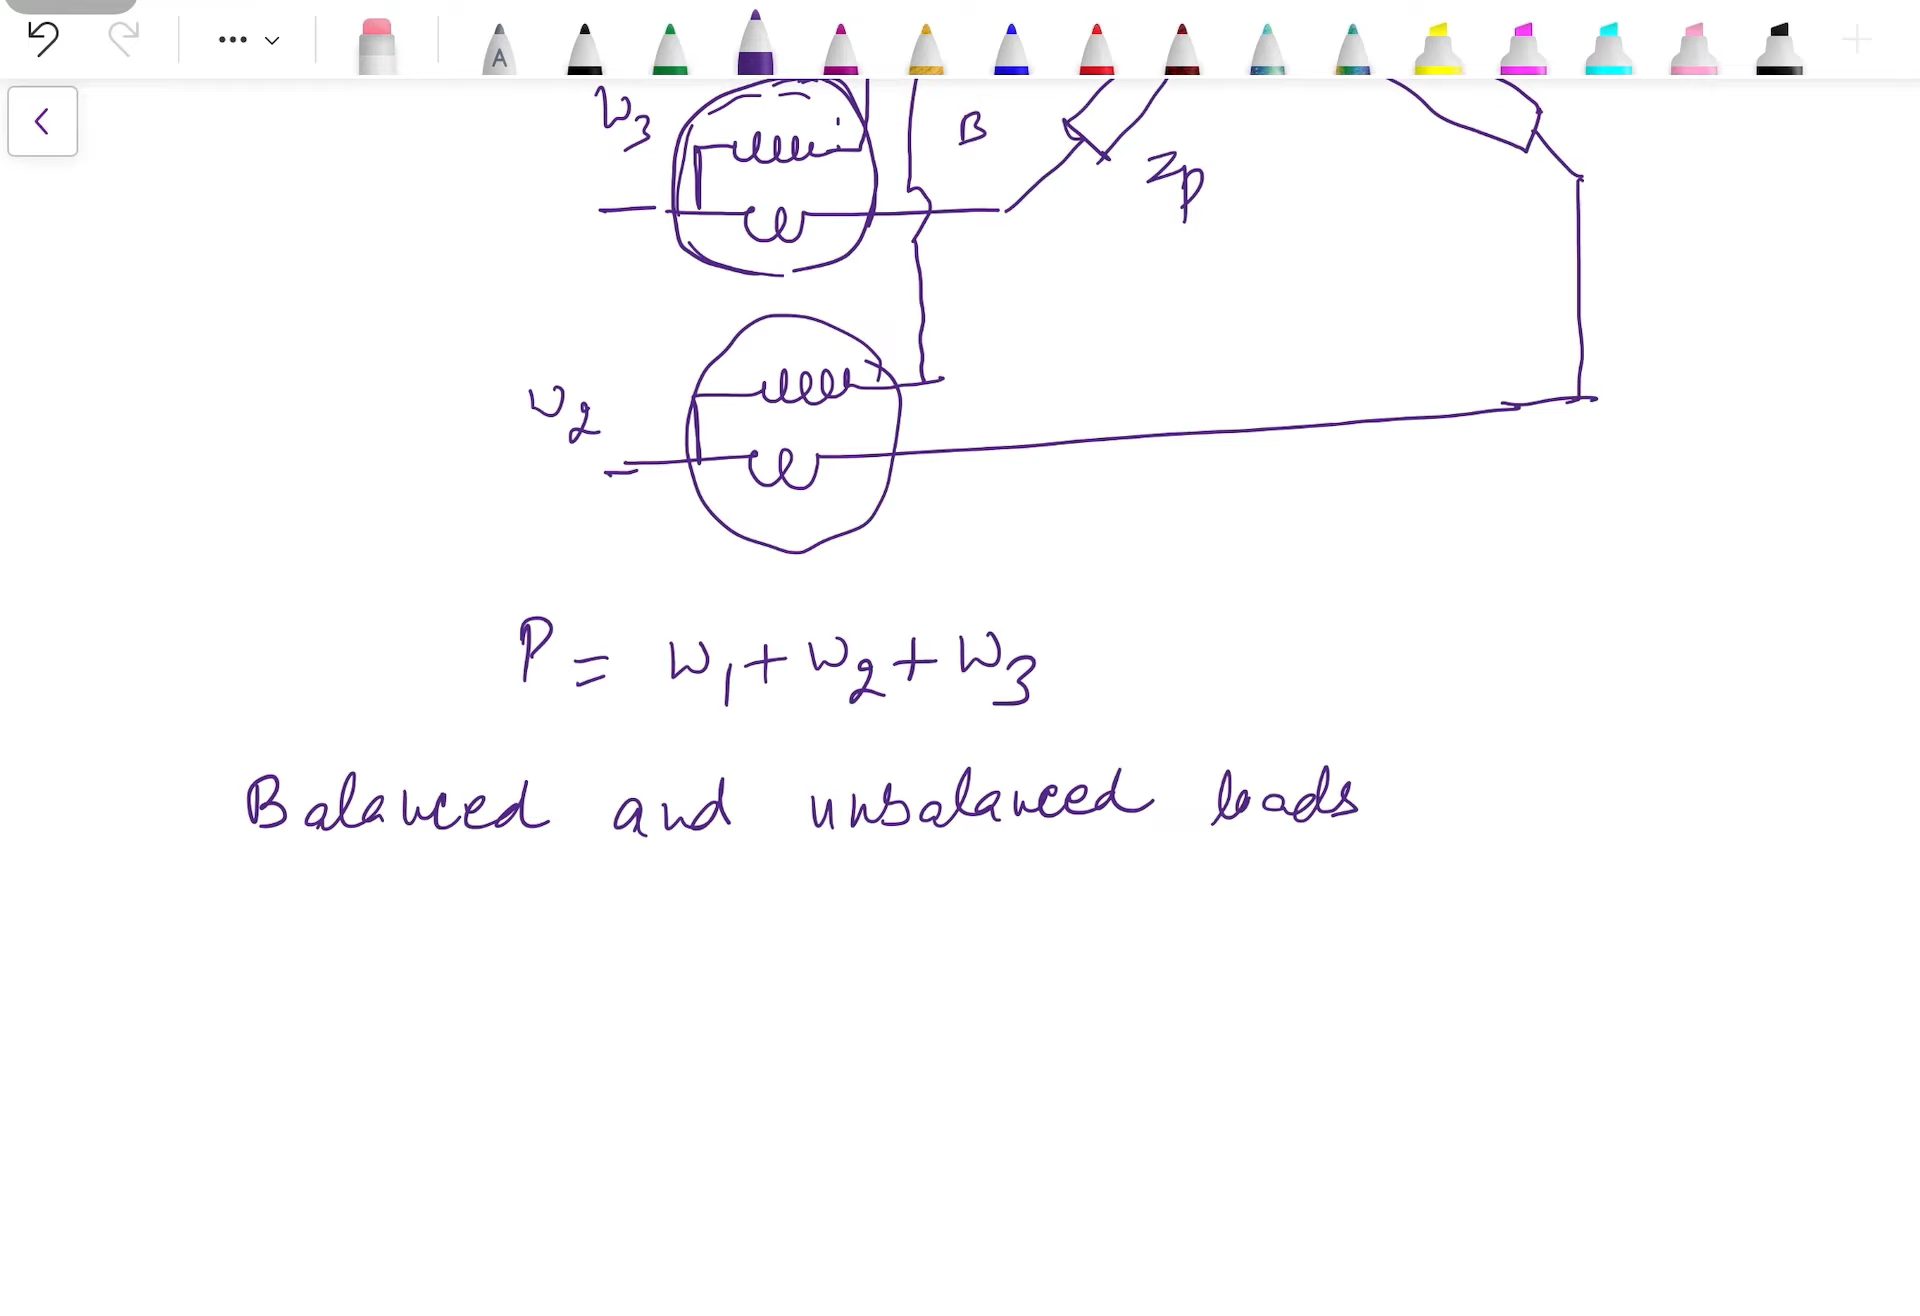 W3
B
Zp
W2
P = W1 + W2 + W3
Balanced and unbalanced loads